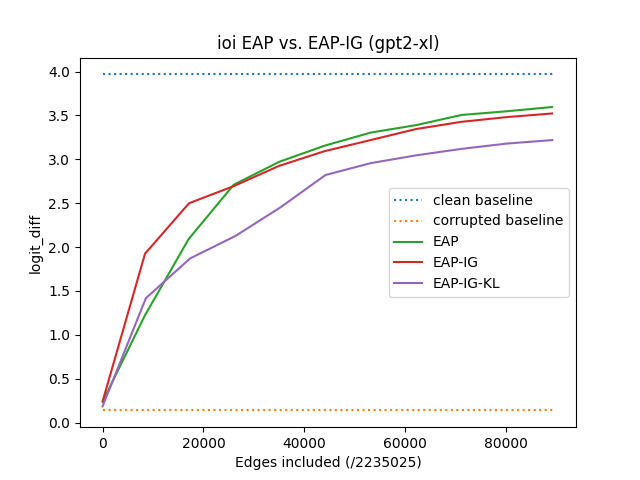 ioi EAP vs. EAP-IG (gpt2-xl)
4.0
3.5
3.0
2.5
2.0
1.5
1.0
0.5
0.0
logit_diff
clean baseline
corrupted baseline
EAP
EAP-IG
EAP-IG-KL
0 20000 40000 60000 80000
Edges included (/2235025)